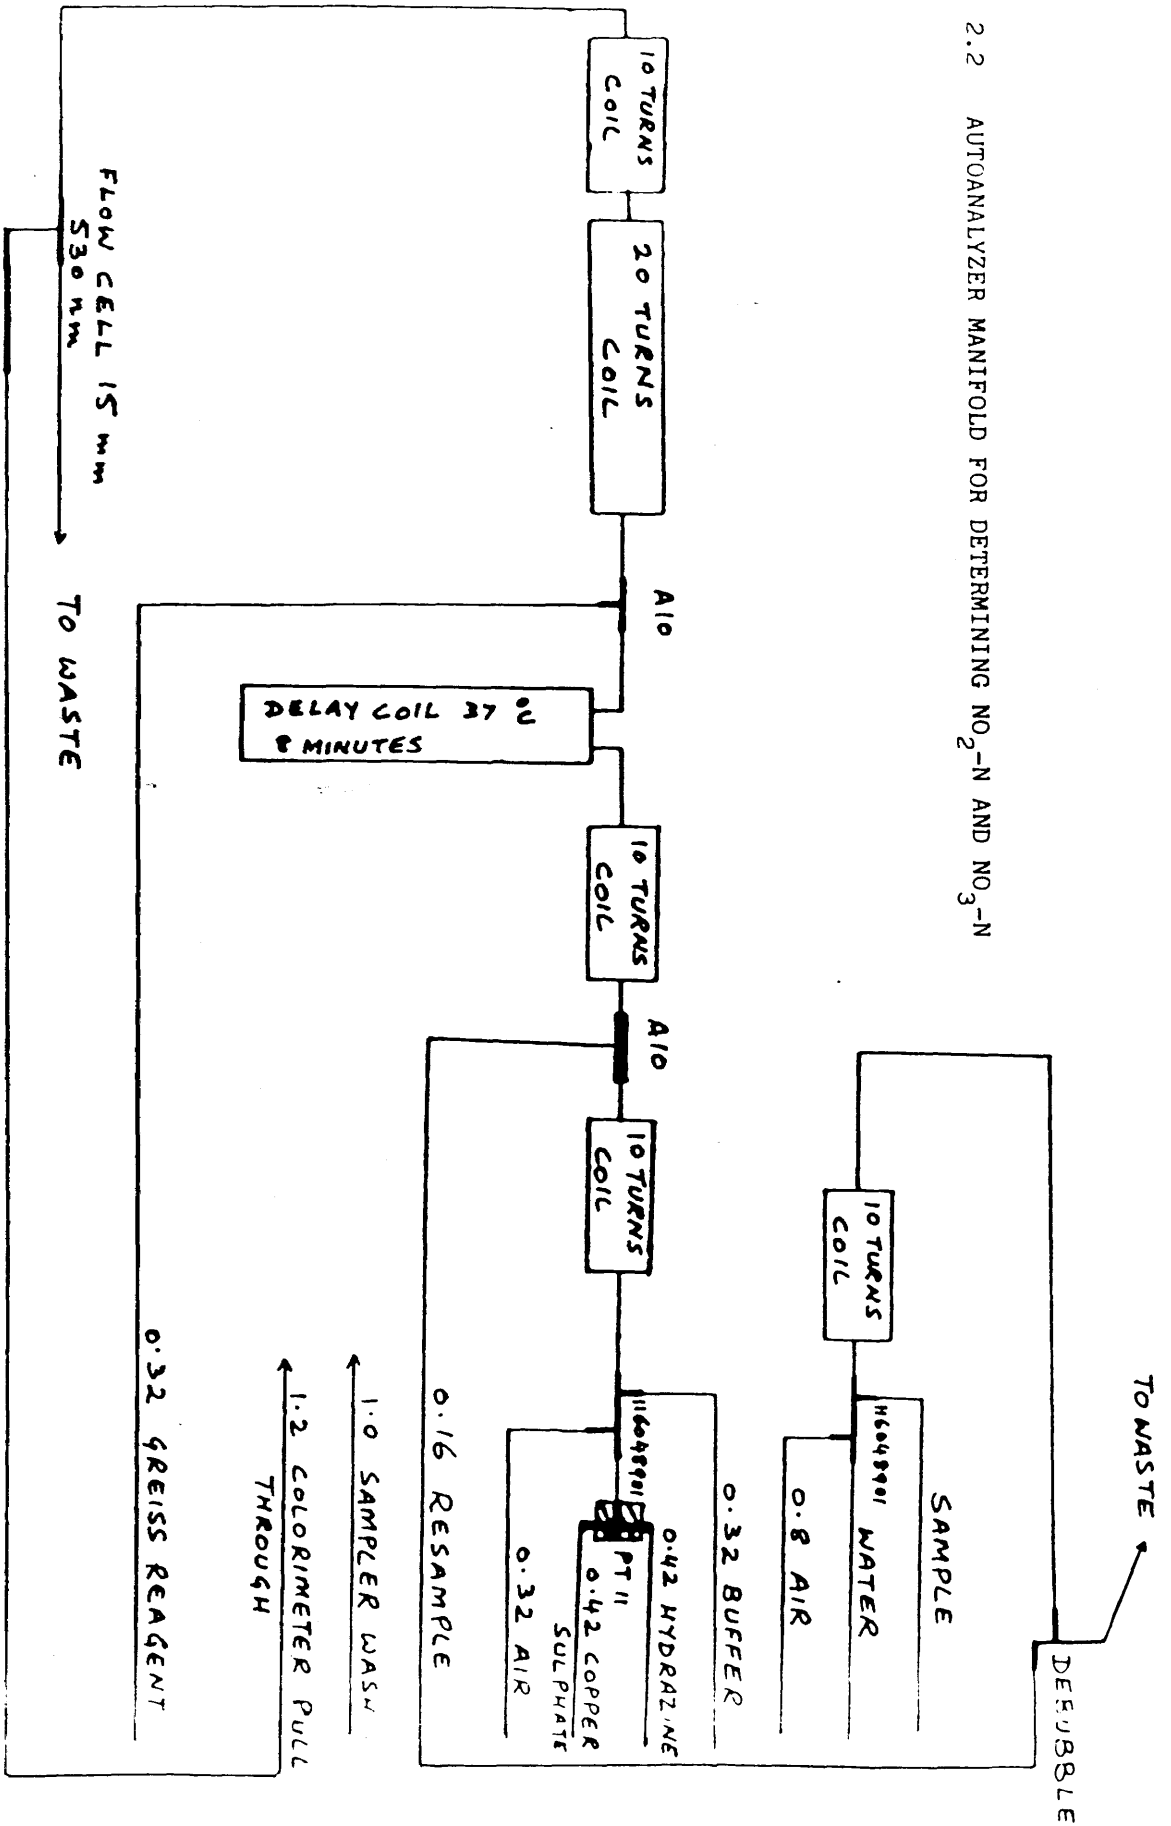 2.2 AUTOANALYZER MANIFOLD FOR DETERMINING NO2-N AND NO3-N
TO WASTE
DEBUBBLE
SAMPLE
116048901
WATER
0.8 AIR
10 TURNS
COIL
0.32 BUFFER
0.42 HYDRAZINE
116048901
PT 11
0.42 COPPER
SULPHATE
0.32 AIR
10 TURNS
COIL
A10
10 TURNS
COIL
DELAY COIL 37 °C
8 MINUTES
A10
20 TURNS
COIL
10 TURNS
COIL
0.16 RESAMPLE
1.0 SAMPLER WASH
1.2 COLORIMETER PULL
THROUGH
0.32 GREISS REAGENT
FLOW CELL 15 mm
530 nm
TO WASTE